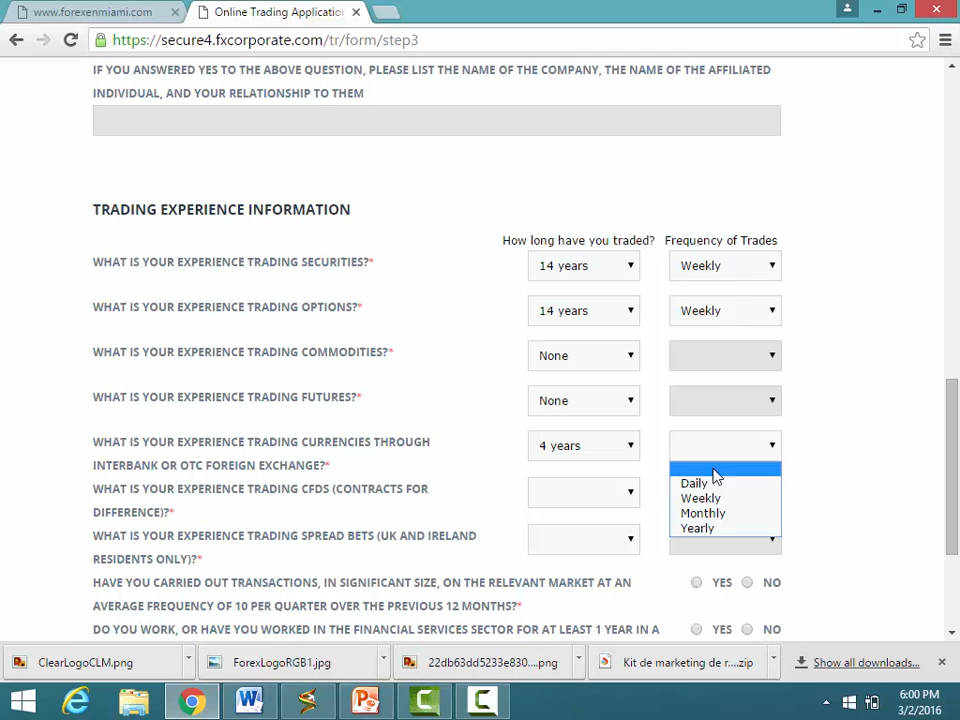 www.forexenmiami.com
Online Trading Applicatio
https://secure4.fxcorporate.com/tr/form/step3
IF YOU ANSWERED YES TO THE ABOVE QUESTION, PLEASE LIST THE NAME OF THE COMPANY, THE NAME OF THE AFFILIATED
INDIVIDUAL, AND YOUR RELATIONSHIP TO THEM
TRADING EXPERIENCE INFORMATION
How long have you traded? Frequency of Trades
WHAT IS YOUR EXPERIENCE TRADING SECURITIES?* 14 years Weekly
WHAT IS YOUR EXPERIENCE TRADING OPTIONS?* 14 years Weekly
WHAT IS YOUR EXPERIENCE TRADING COMMODITIES?* None
WHAT IS YOUR EXPERIENCE TRADING FUTURES?* None
WHAT IS YOUR EXPERIENCE TRADING CURRENCIES THROUGH 4 years
INTERBANK OR OTC FOREIGN EXCHANGE?*
Daily
Weekly
Monthly
Yearly
WHAT IS YOUR EXPERIENCE TRADING CFDS (CONTRACTS FOR
DIFFERENCE)?*
WHAT IS YOUR EXPERIENCE TRADING SPREAD BETS (UK AND IRELAND
RESIDENTS ONLY)?*
HAVE YOU CARRIED OUT TRANSACTIONS, IN SIGNIFICANT SIZE, ON THE RELEVANT MARKET AT AN YES NO
AVERAGE FREQUENCY OF 10 PER QUARTER OVER THE PREVIOUS 12 MONTHS?*
DO YOU WORK, OR HAVE YOU WORKED IN THE FINANCIAL SERVICES SECTOR FOR AT LEAST 1 YEAR IN A YES NO
ClearLogoCLM.png
ForexLogoRGB1.jpg
22db63dd5233e830....png
Kit de marketing de r....zip
Show all downloads...
6:00 PM
3/2/2016